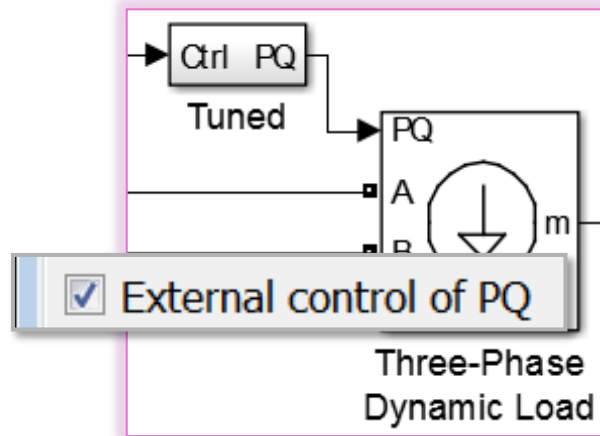 Ctrl PQ
Tuned
PQ
A
m
B
External control of PQ
Three-Phase
Dynamic Load